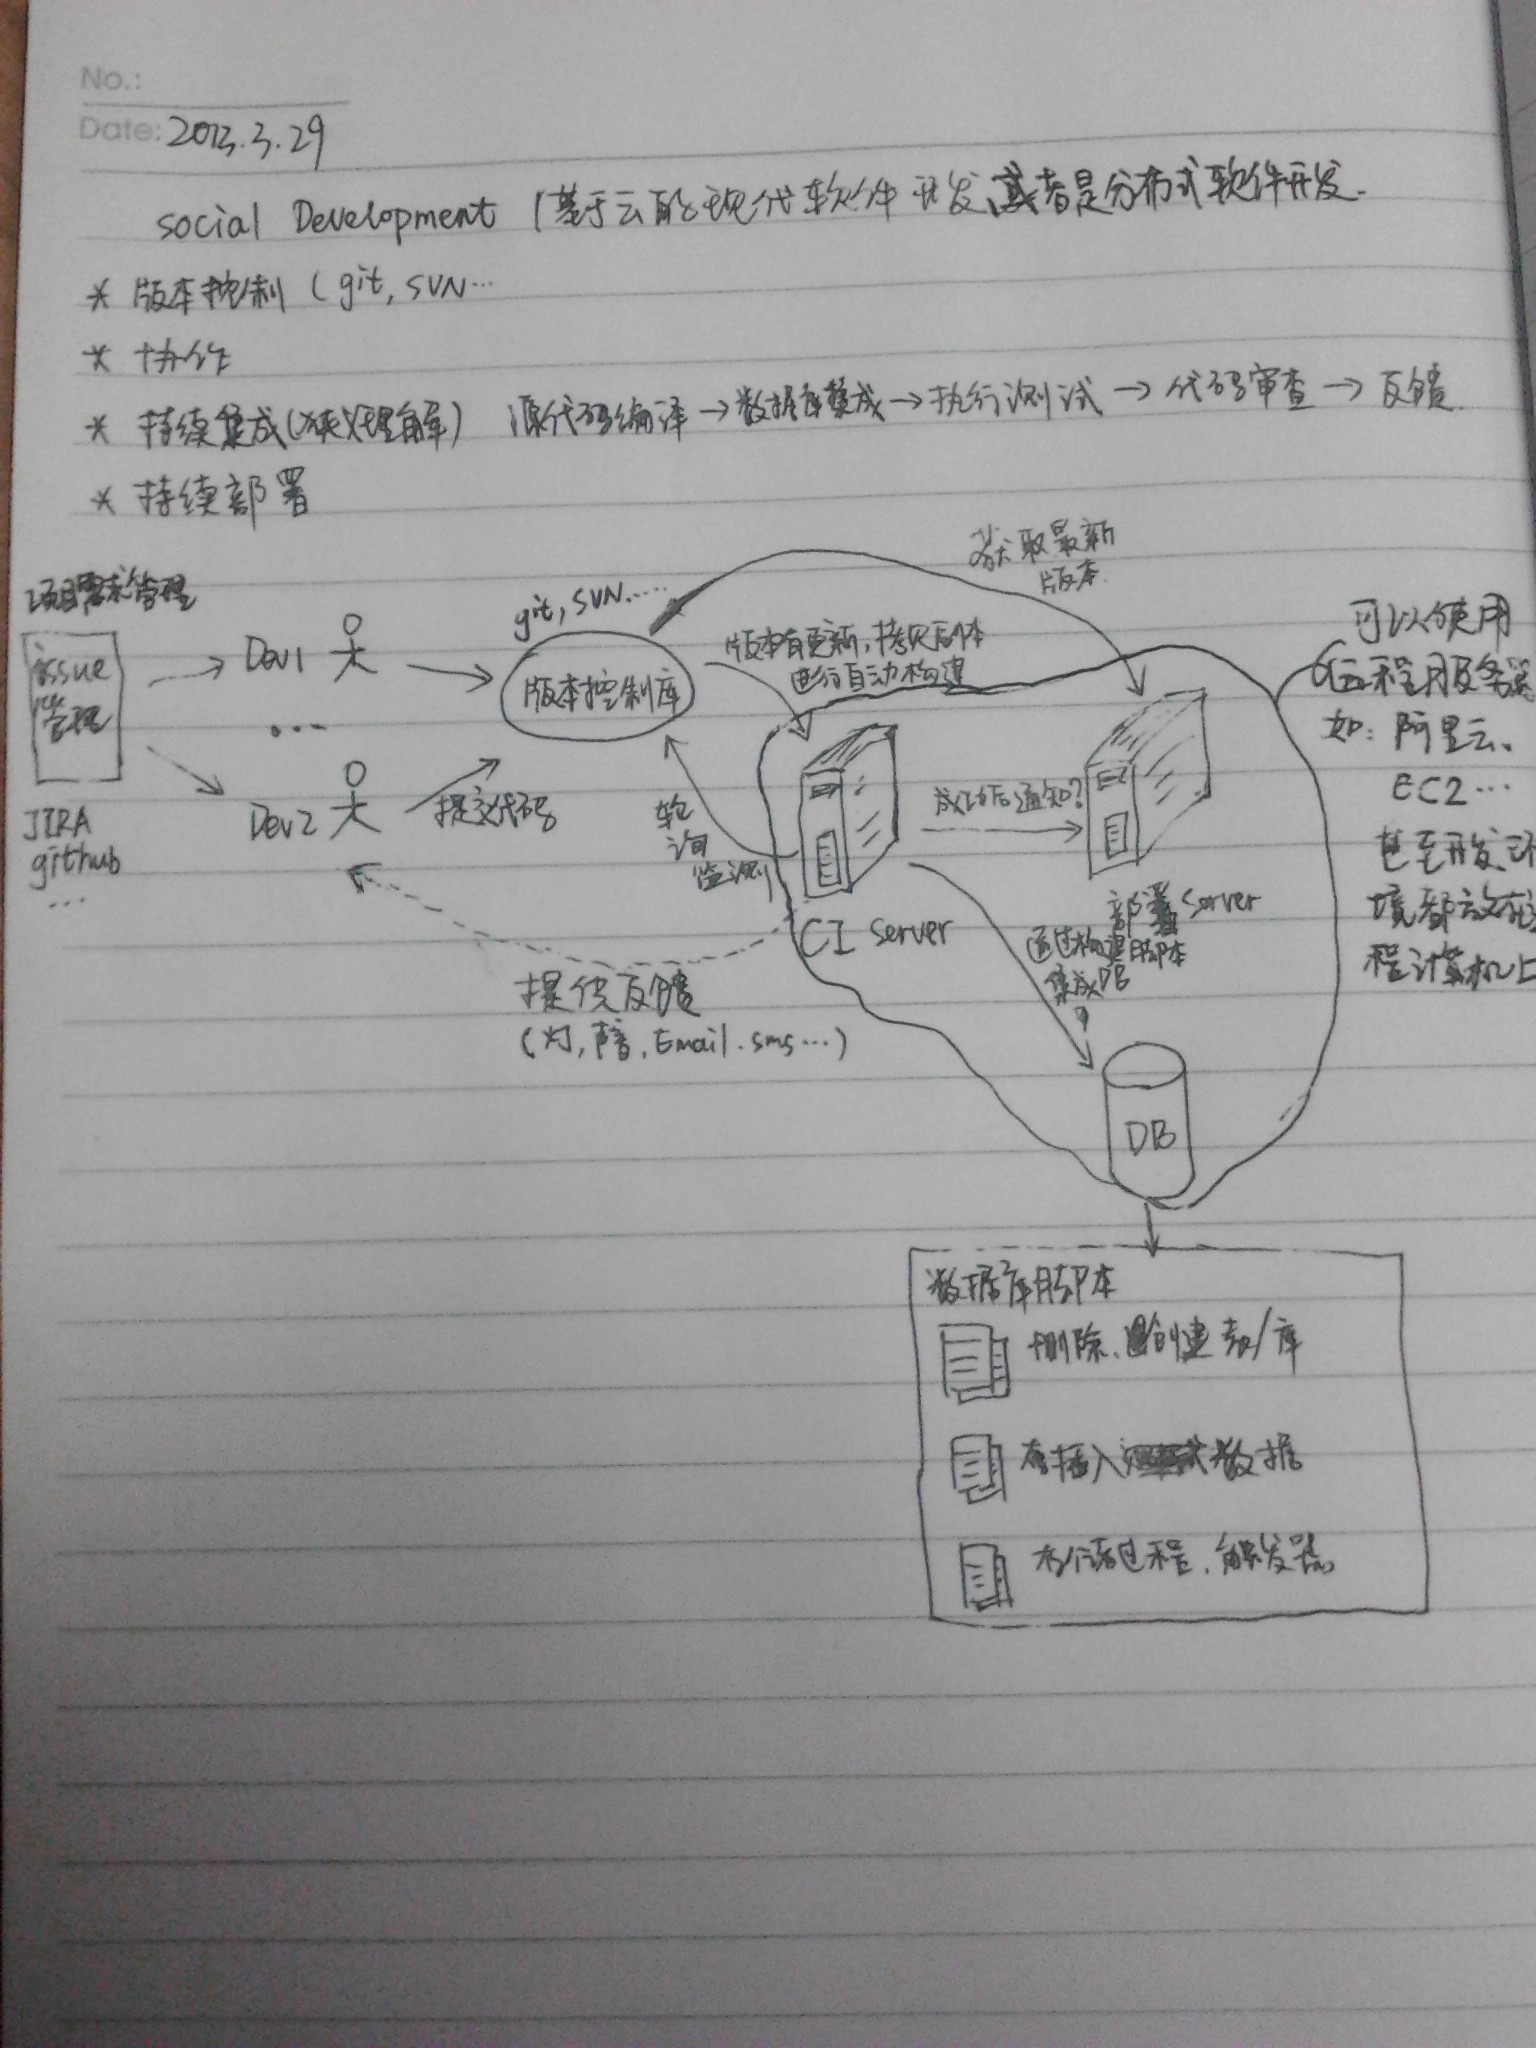 No.:
Date: 2013.3.29
social Development (基于云的现代软件开发,或者是分布式软件开发.
* 版本控制 (git, SVN…
* 协作
* 持续集成(狭义理解) 源代码编译→数据库集成→执行测试→代码审查→反馈
* 持续部署
获取最新
版本.
项目需求管理
issue
管理
JIRA
github
…
Dev1
…
Dev2
提交代码
git, SVN……
版本控制库
版本有更新,拷贝后本
进行自动构建
轮
询
监测
CI Server
成功后通知?
部署 Server
通过构建脚本
集成DB
提供反馈
(灯, 声音, Email. sms…)
可以使用
远程服务器
如: 阿里云、
EC2…
甚至开发环
境都放在远
程计算机上
DB
数据库脚本
删除、创建表/库
插入 数据
存储过程, 触发器